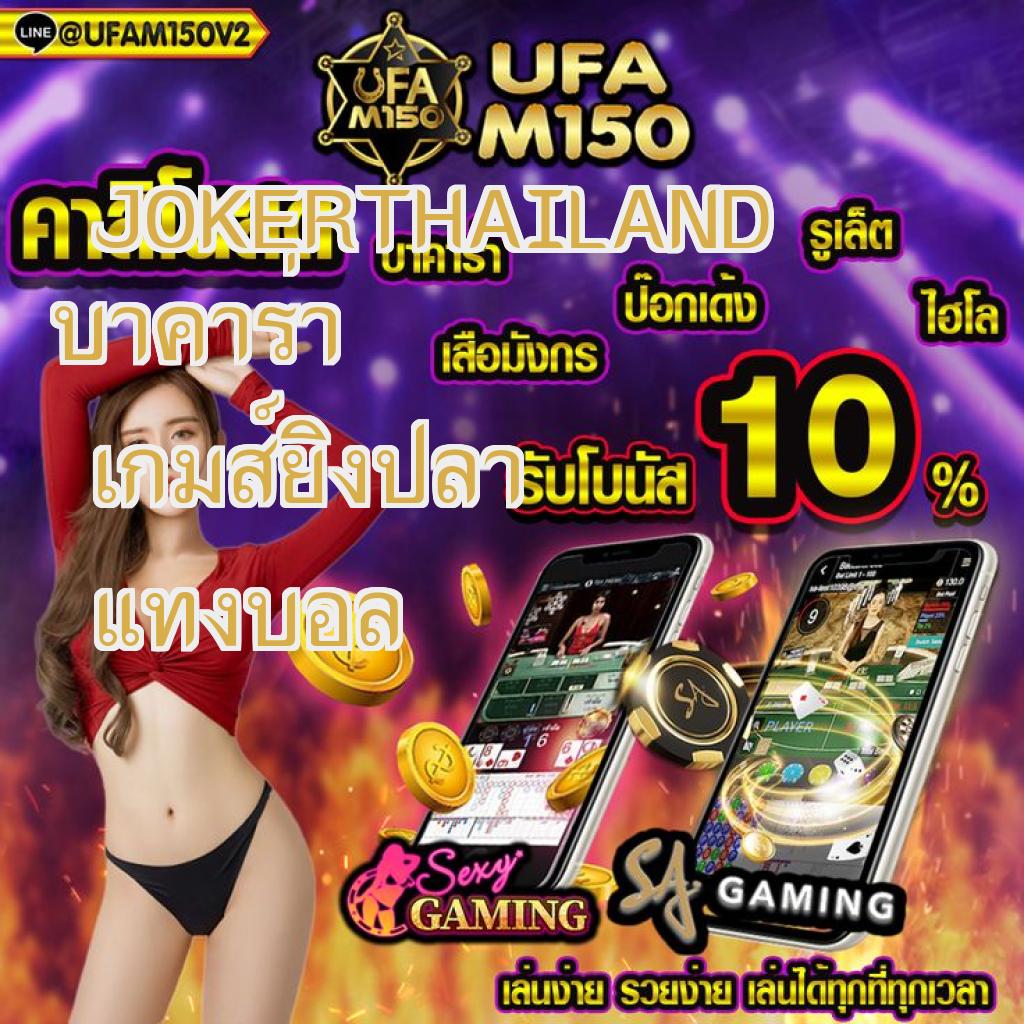 LINE @UFAM150V2
UFA
M150
UFA
M150
JOKERTHAILAND
บาคาร่า
รูเล็ต
ป๊อกเด้ง
ไฮโล
เสือมังกร
บาคาร่า
เกมส์ยิงปลา
รับโบนัส 10 %
แทงบอล
9
PLAYER
Sexy
GAMING
SA GAMING
เล่นง่าย รวยง่าย เล่นได้ทุกที่ทุกเวลา